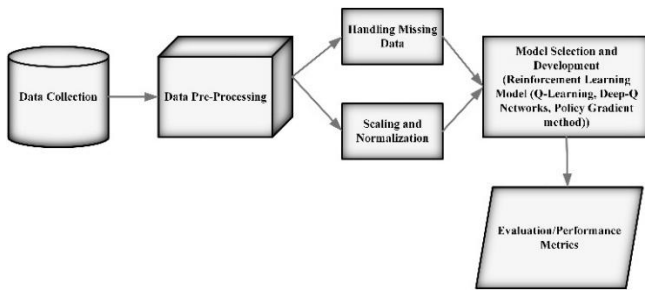 Data Collection
Data Pre-Processing
Handling Missing
Data
Scaling and
Normalization
Model Selection and
Development
(Reinforcement Learning
Model (Q-Learning, Deep-Q
Networks, Policy Gradient
method))
Evaluation/Performance
Metrics